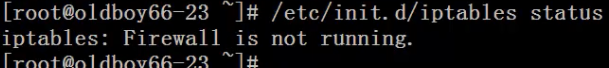 [root@oldboy66-23 ~]# /etc/init.d/iptables status
iptables: Firewall is not running.
[root@oldboy66-23 ~]#